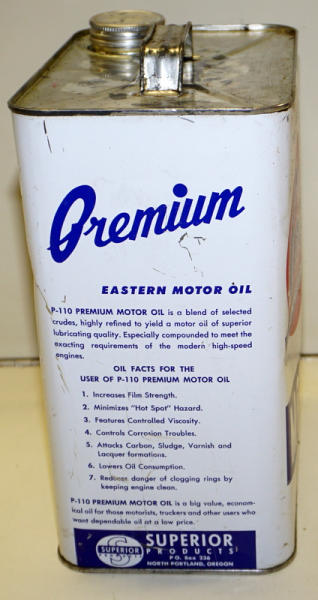 Premium
EASTERN MOTOR OIL
P-110 PREMIUM MOTOR OIL is a blend of selected
crudes, highly refined to yield a motor oil of superior
lubricating quality. Especially compounded to meet the
exacting requirements of the modern high-speed
engines.
OIL FACTS FOR THE
USER OF P-110 PREMIUM MOTOR OIL
1. Increases Film Strength.
2. Minimizes "Hot Spot" Hazard.
3. Features Controlled Viscosity.
4. Controls Corrosion Troubles.
5. Attacks Carbon, Sludge, Varnish and
Lacquer formations.
6. Lowers Oil Consumption.
7. Reduces danger of clogging rings by
keeping engine clean.
P-110 PREMIUM MOTOR OIL is a big value, econom-
ical oil for those motorists, truckers and other users who
want dependable oil at a low price.
SUPERIOR
SUPERIOR
PRODUCTS
P.O. Box 236
NORTH PORTLAND, OREGON